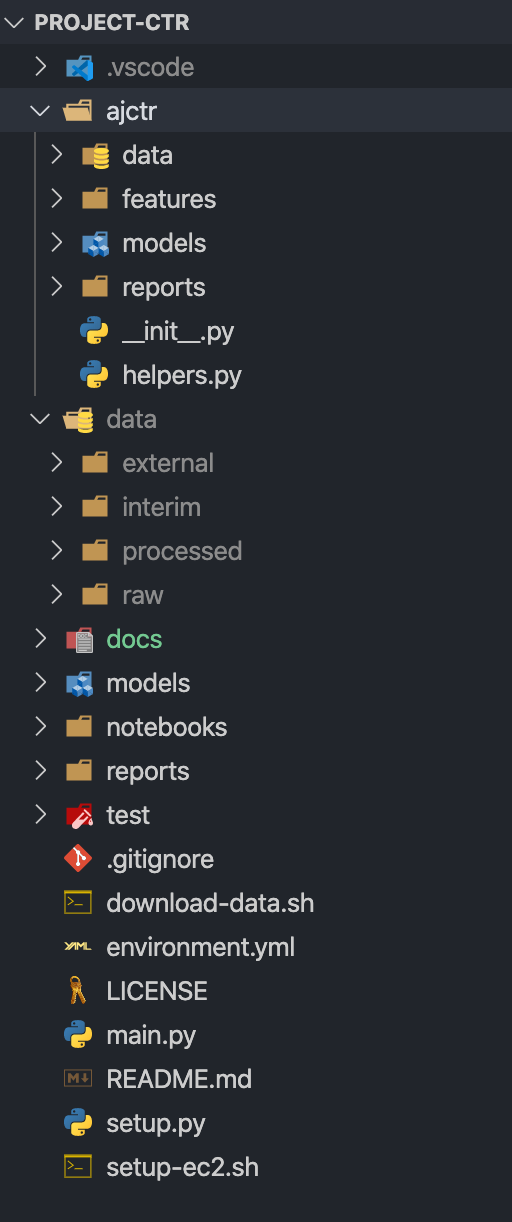 PROJECT-CTR
.vscode
ajctr
data
features
models
reports
__init__.py
helpers.py
data
external
interim
processed
raw
docs
models
notebooks
reports
test
.gitignore
>_ download-data.sh
YAML environment.yml
LICENSE
main.py
M↓ README.md
setup.py
>_ setup-ec2.sh